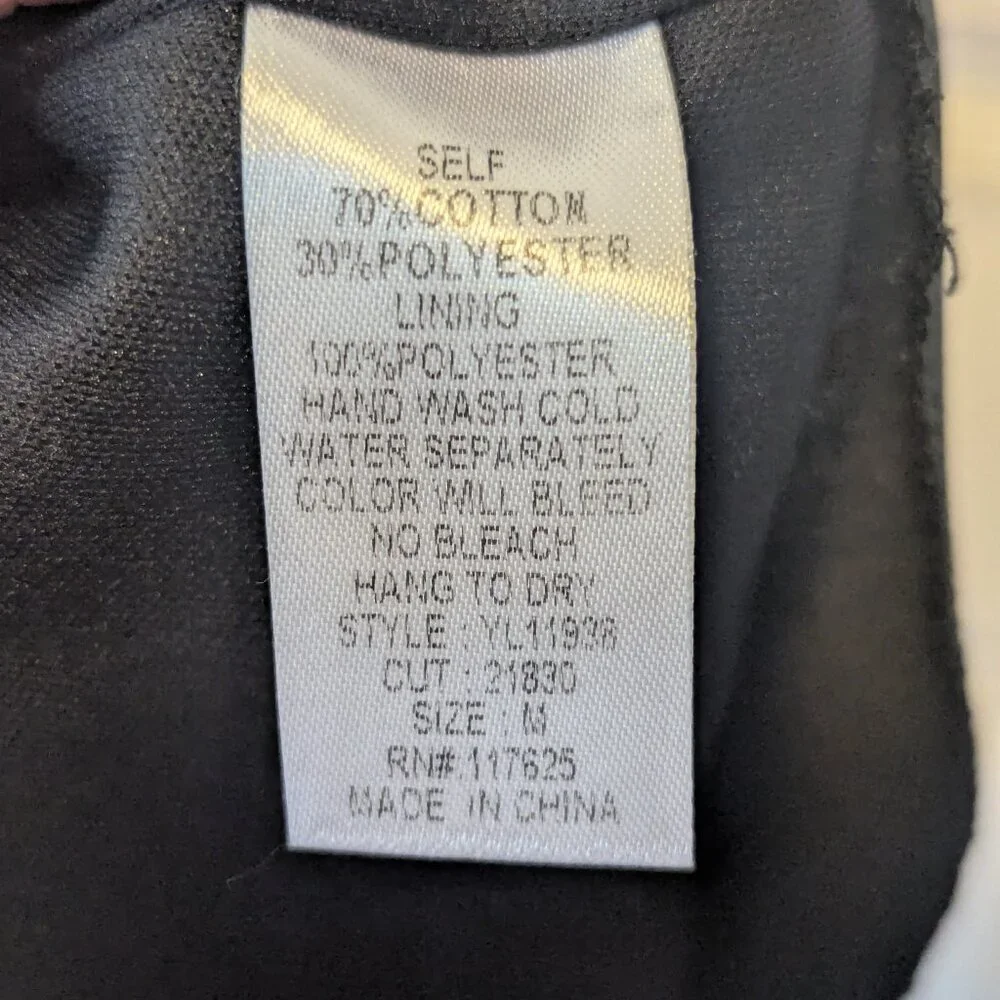 SELF
70%COTTON
30%POLYESTER
LINING
100%POLYESTER
HAND WASH COLD
WATER SEPARATELY
COLOR WILL BLEED
NO BLEACH
HANG TO DRY
STYLE : YL11936
CUT : 21830
SIZE : M
RN#:117625
MADE IN CHINA